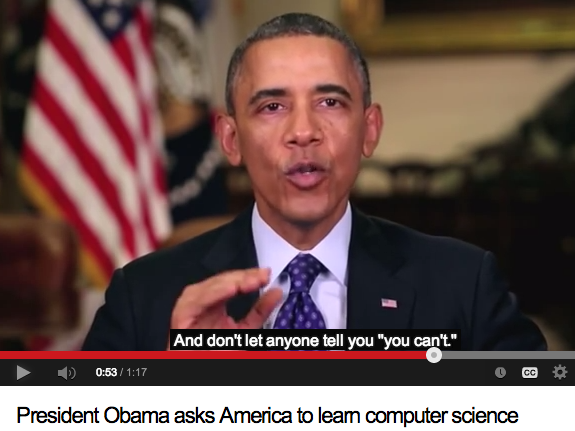 And don't let anyone tell you "you can't."
0:53 / 1:17
CC
President Obama asks America to learn computer science